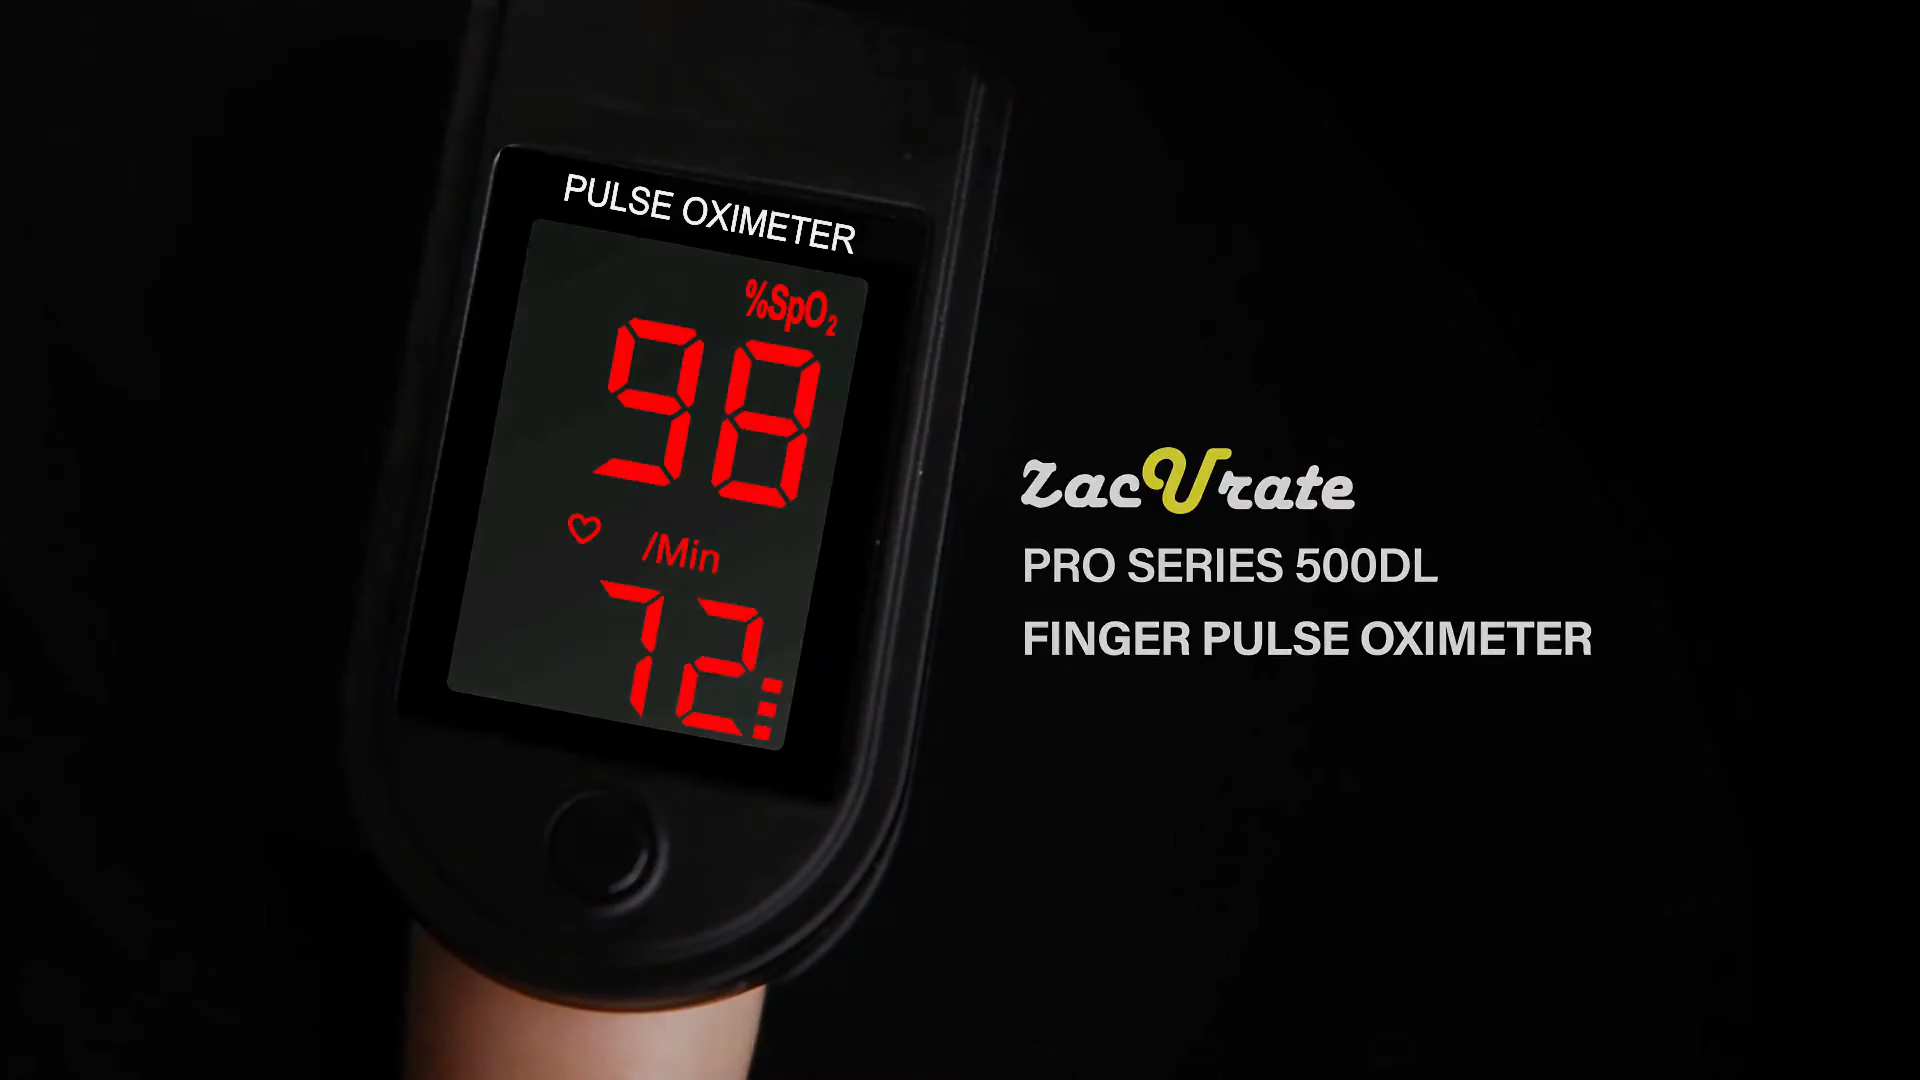 PULSE OXIMETER
%SpO₂
98
/Min
72
ZacUrate
PRO SERIES 500DL
FINGER PULSE OXIMETER